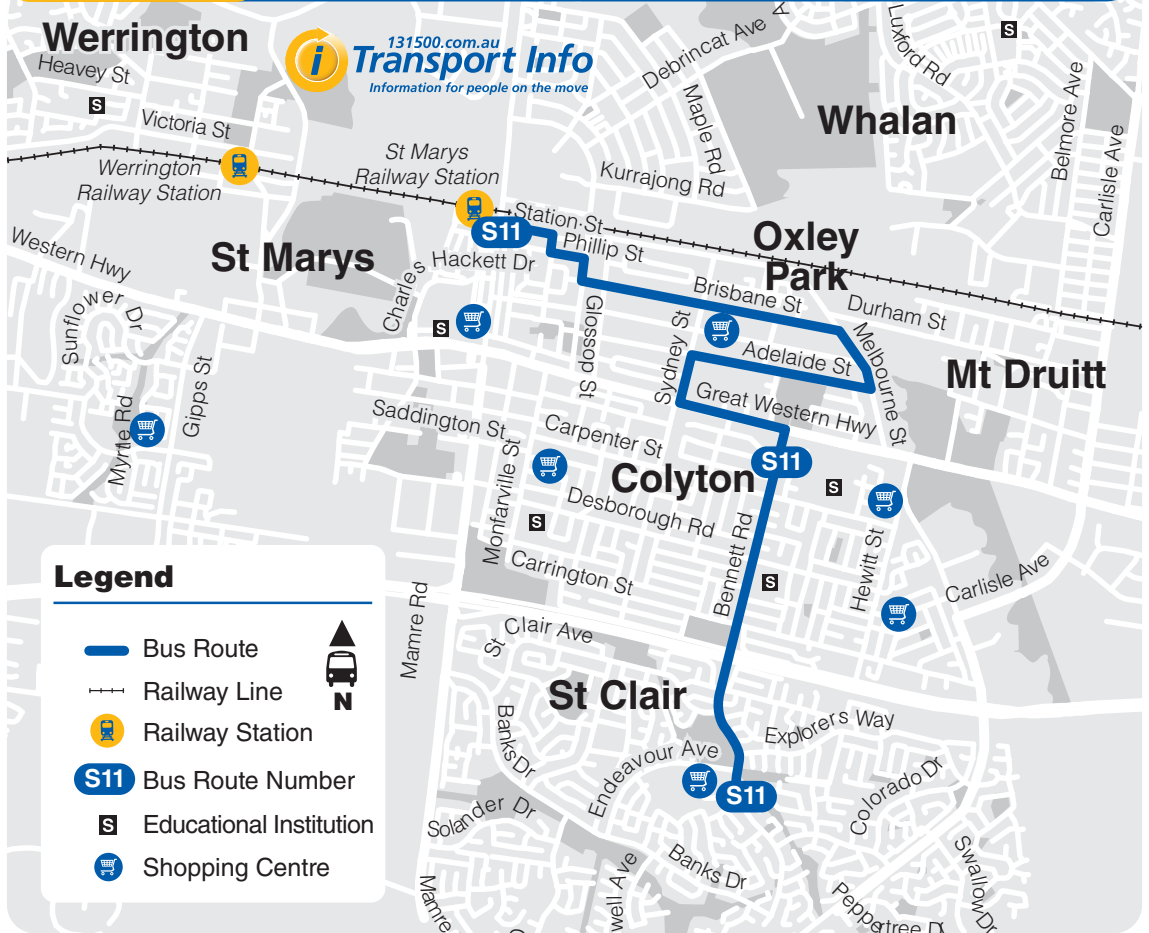 Werrington
Heavey St
S
Victoria St
Werrington
Railway Station
i
131500.com.au
Transport Info
Information for people on the move
Debrincat Ave
Luxford Rd
S
Maple Rd
Whalan
Belmore Ave
Carlisle Ave
St Marys
Railway Station
Kurrajong Rd
Station St
S11
Phillip St
Oxley
Park
Western Hwy
St Marys
Hackett Dr
Charles
Brisbane St
Durham St
Sunflower Dr
S
Glossop St
Sydney St
Adelaide St
Melbourne St
Mt Druitt
Gipps St
Myrtle Rd
Great Western Hwy
Saddington St
Carpenter St
Monfarville St
Colyton
S11
S
Desborough Rd
S
Bennett Rd
Hewitt St
Carrington St
S
Carlisle Ave
Mamre Rd
St Clair Ave
St Clair
Explorers Way
Banks Dr
Endeavour Ave
S11
Colorado Dr
Solander Dr
Banks Dr
Swallow Dr
Mamre
well Ave
Peppertree D
Legend
Bus Route
N
Railway Line
Railway Station
S11 Bus Route Number
S Educational Institution
Shopping Centre